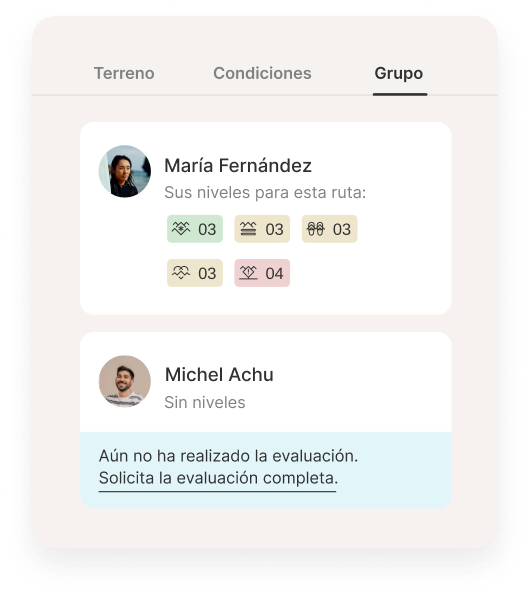 Terreno Condiciones Grupo
María Fernández
Sus niveles para esta ruta:
03 03 03
03 04
Michel Achu
Sin niveles
Aún no ha realizado la evaluación.
Solicita la evaluación completa.